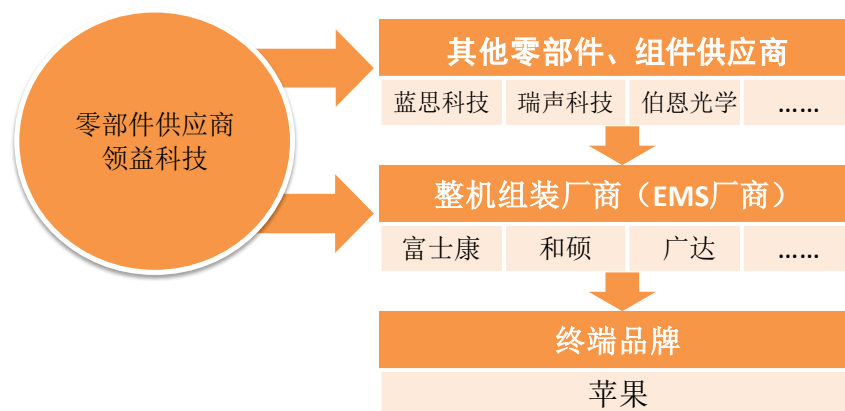 零部件供应商
领益科技
其他零部件、组件供应商
蓝思科技 瑞声科技 伯恩光学 ……
整机组装厂商（EMS厂商）
富士康 和硕 广达 ……
终端品牌
苹果